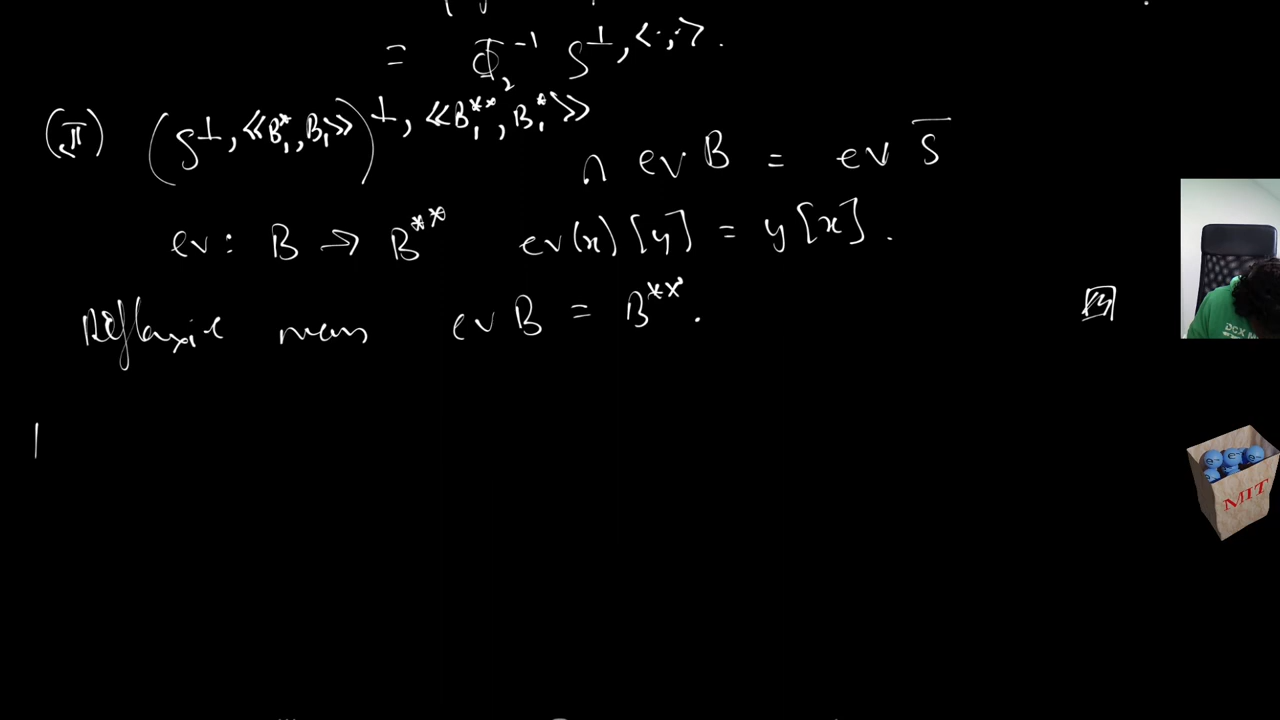 = Φ₂⁻¹ S^{⊥,<·,·>}.
(II) (S^{⊥,≪B₁*,B₁≫})^{⊥,≪B₁**,B₁*≫} ∩ ev B = ev S̅
ev: B → B** ev(x)[y] = y[x].
Reflexive means ev B = B**.
MIT